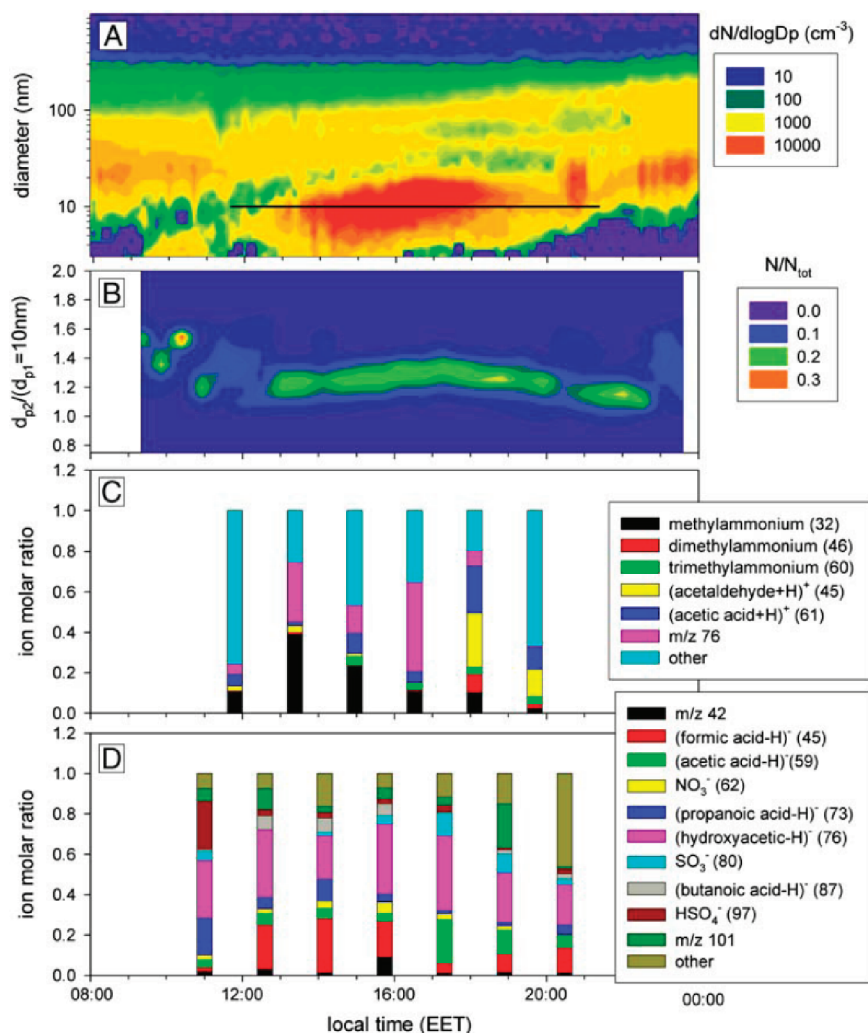 A
dN/dlogDp (cm⁻³)
10
100
1000
10000
diameter (nm)
100
10
B
N/Ntot
0.0
0.1
0.2
0.3
dp2/(dp1=10nm)
2.0
1.8
1.6
1.4
1.2
1.0
0.8
C
ion molar ratio
1.2
1.0
0.8
0.6
0.4
0.2
0.0
methylammonium (32)
dimethylammonium (46)
trimethylammonium (60)
(acetaldehyde+H)⁺ (45)
(acetic acid+H)⁺ (61)
m/z 76
other
D
ion molar ratio
1.2
1.0
0.8
0.6
0.4
0.2
0.0
m/z 42
(formic acid-H)⁻ (45)
(acetic acid-H)⁻(59)
NO₃⁻ (62)
(propanoic acid-H)⁻ (73)
(hydroxyacetic-H)⁻ (76)
SO₃⁻ (80)
(butanoic acid-H)⁻ (87)
HSO₄⁻ (97)
m/z 101
other
08:00 12:00 16:00 20:00 00:00
local time (EET)